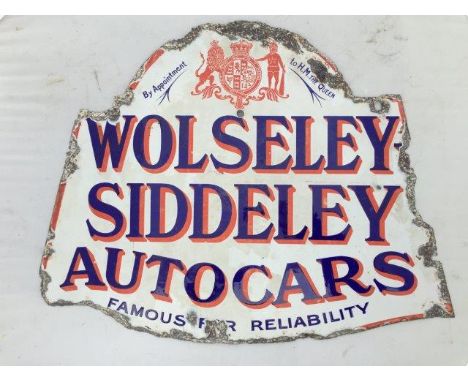 By Appointment to H.M. THE QUEEN
WOLSELEY
SIDDELEY
AUTOCARS
FAMOUS FOR RELIABILITY